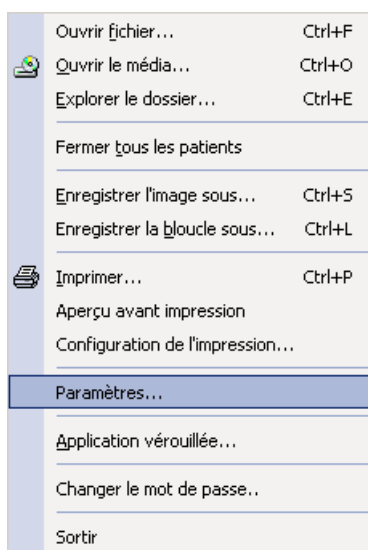 Ouvrir fichier... Ctrl+F
Ouvrir le média... Ctrl+O
Explorer le dossier... Ctrl+E
Fermer tous les patients
Enregistrer l'image sous... Ctrl+S
Enregistrer la bloucle sous... Ctrl+L
Imprimer... Ctrl+P
Aperçu avant impression
Configuration de l'impression...
Paramètres...
Application vérouillée...
Changer le mot de passe..
Sortir